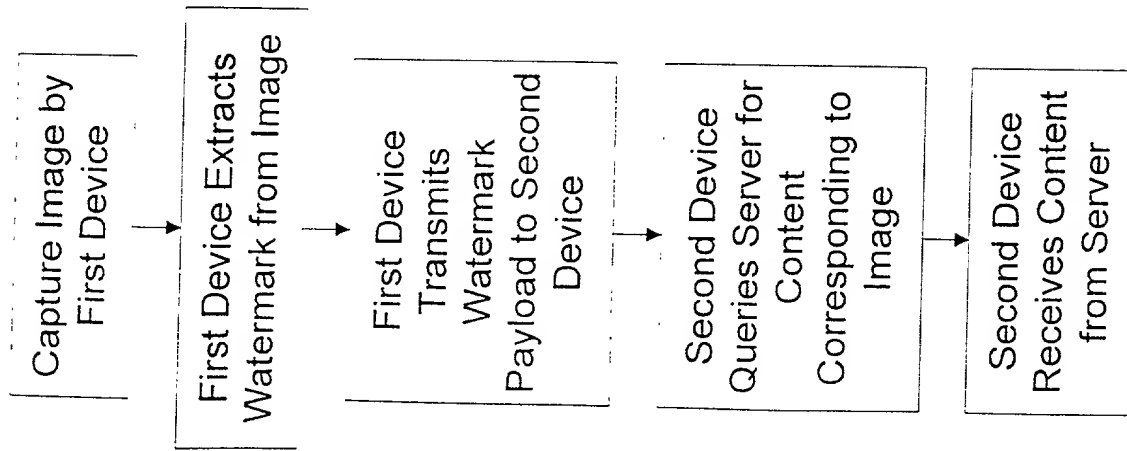 Capture Image by
First Device
First Device Extracts
Watermark from Image
First Device
Transmits
Watermark
Payload to Second
Device
Second Device
Queries Server for
Content
Corresponding to
Image
Second Device
Receives Content
from Server